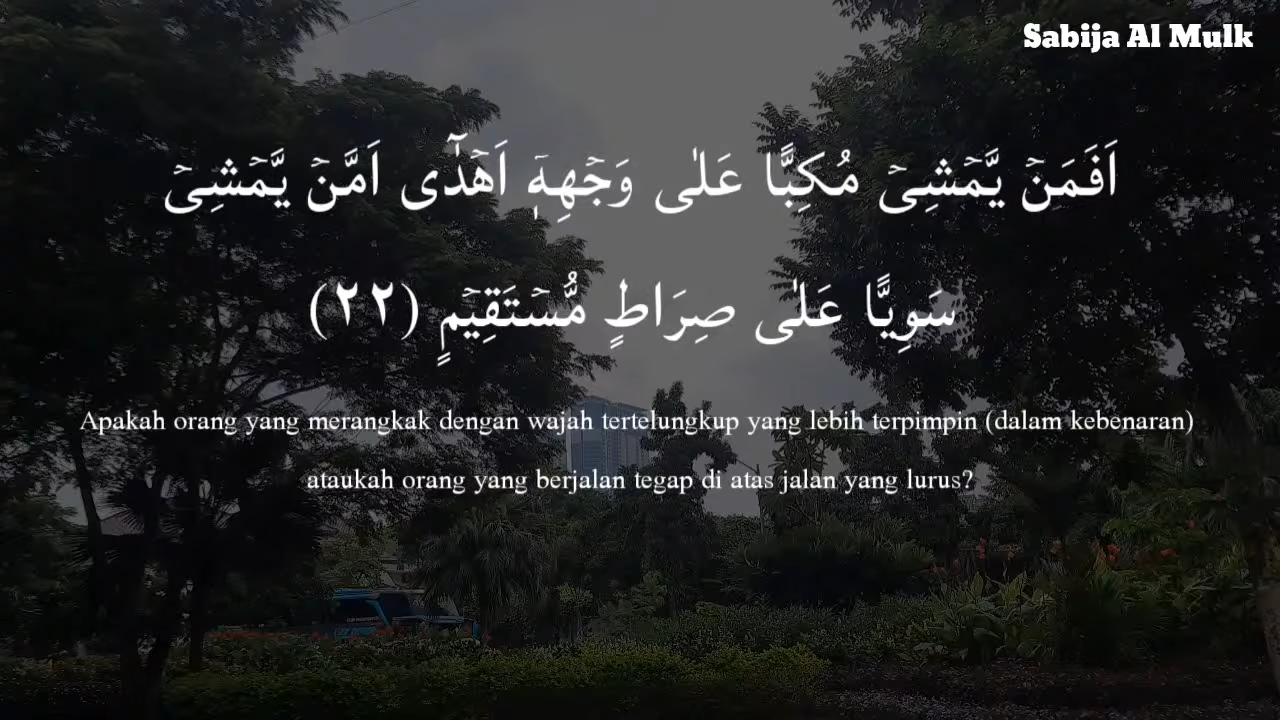 Sabija Al Mulk
اَفَمَنۡ يَّمۡشِىۡ مُكِبًّا عَلٰى وَجۡهِهٖۤ اَهۡدٰٓى اَمَّنۡ يَّمۡشِىۡ
سَوِيًّا عَلٰى صِرَاطٍ مُّسۡتَقِيۡمٍ (٢٢)
Apakah orang yang merangkak dengan wajah tertelungkup yang lebih terpimpin (dalam kebenaran)
ataukah orang yang berjalan tegap di atas jalan yang lurus?